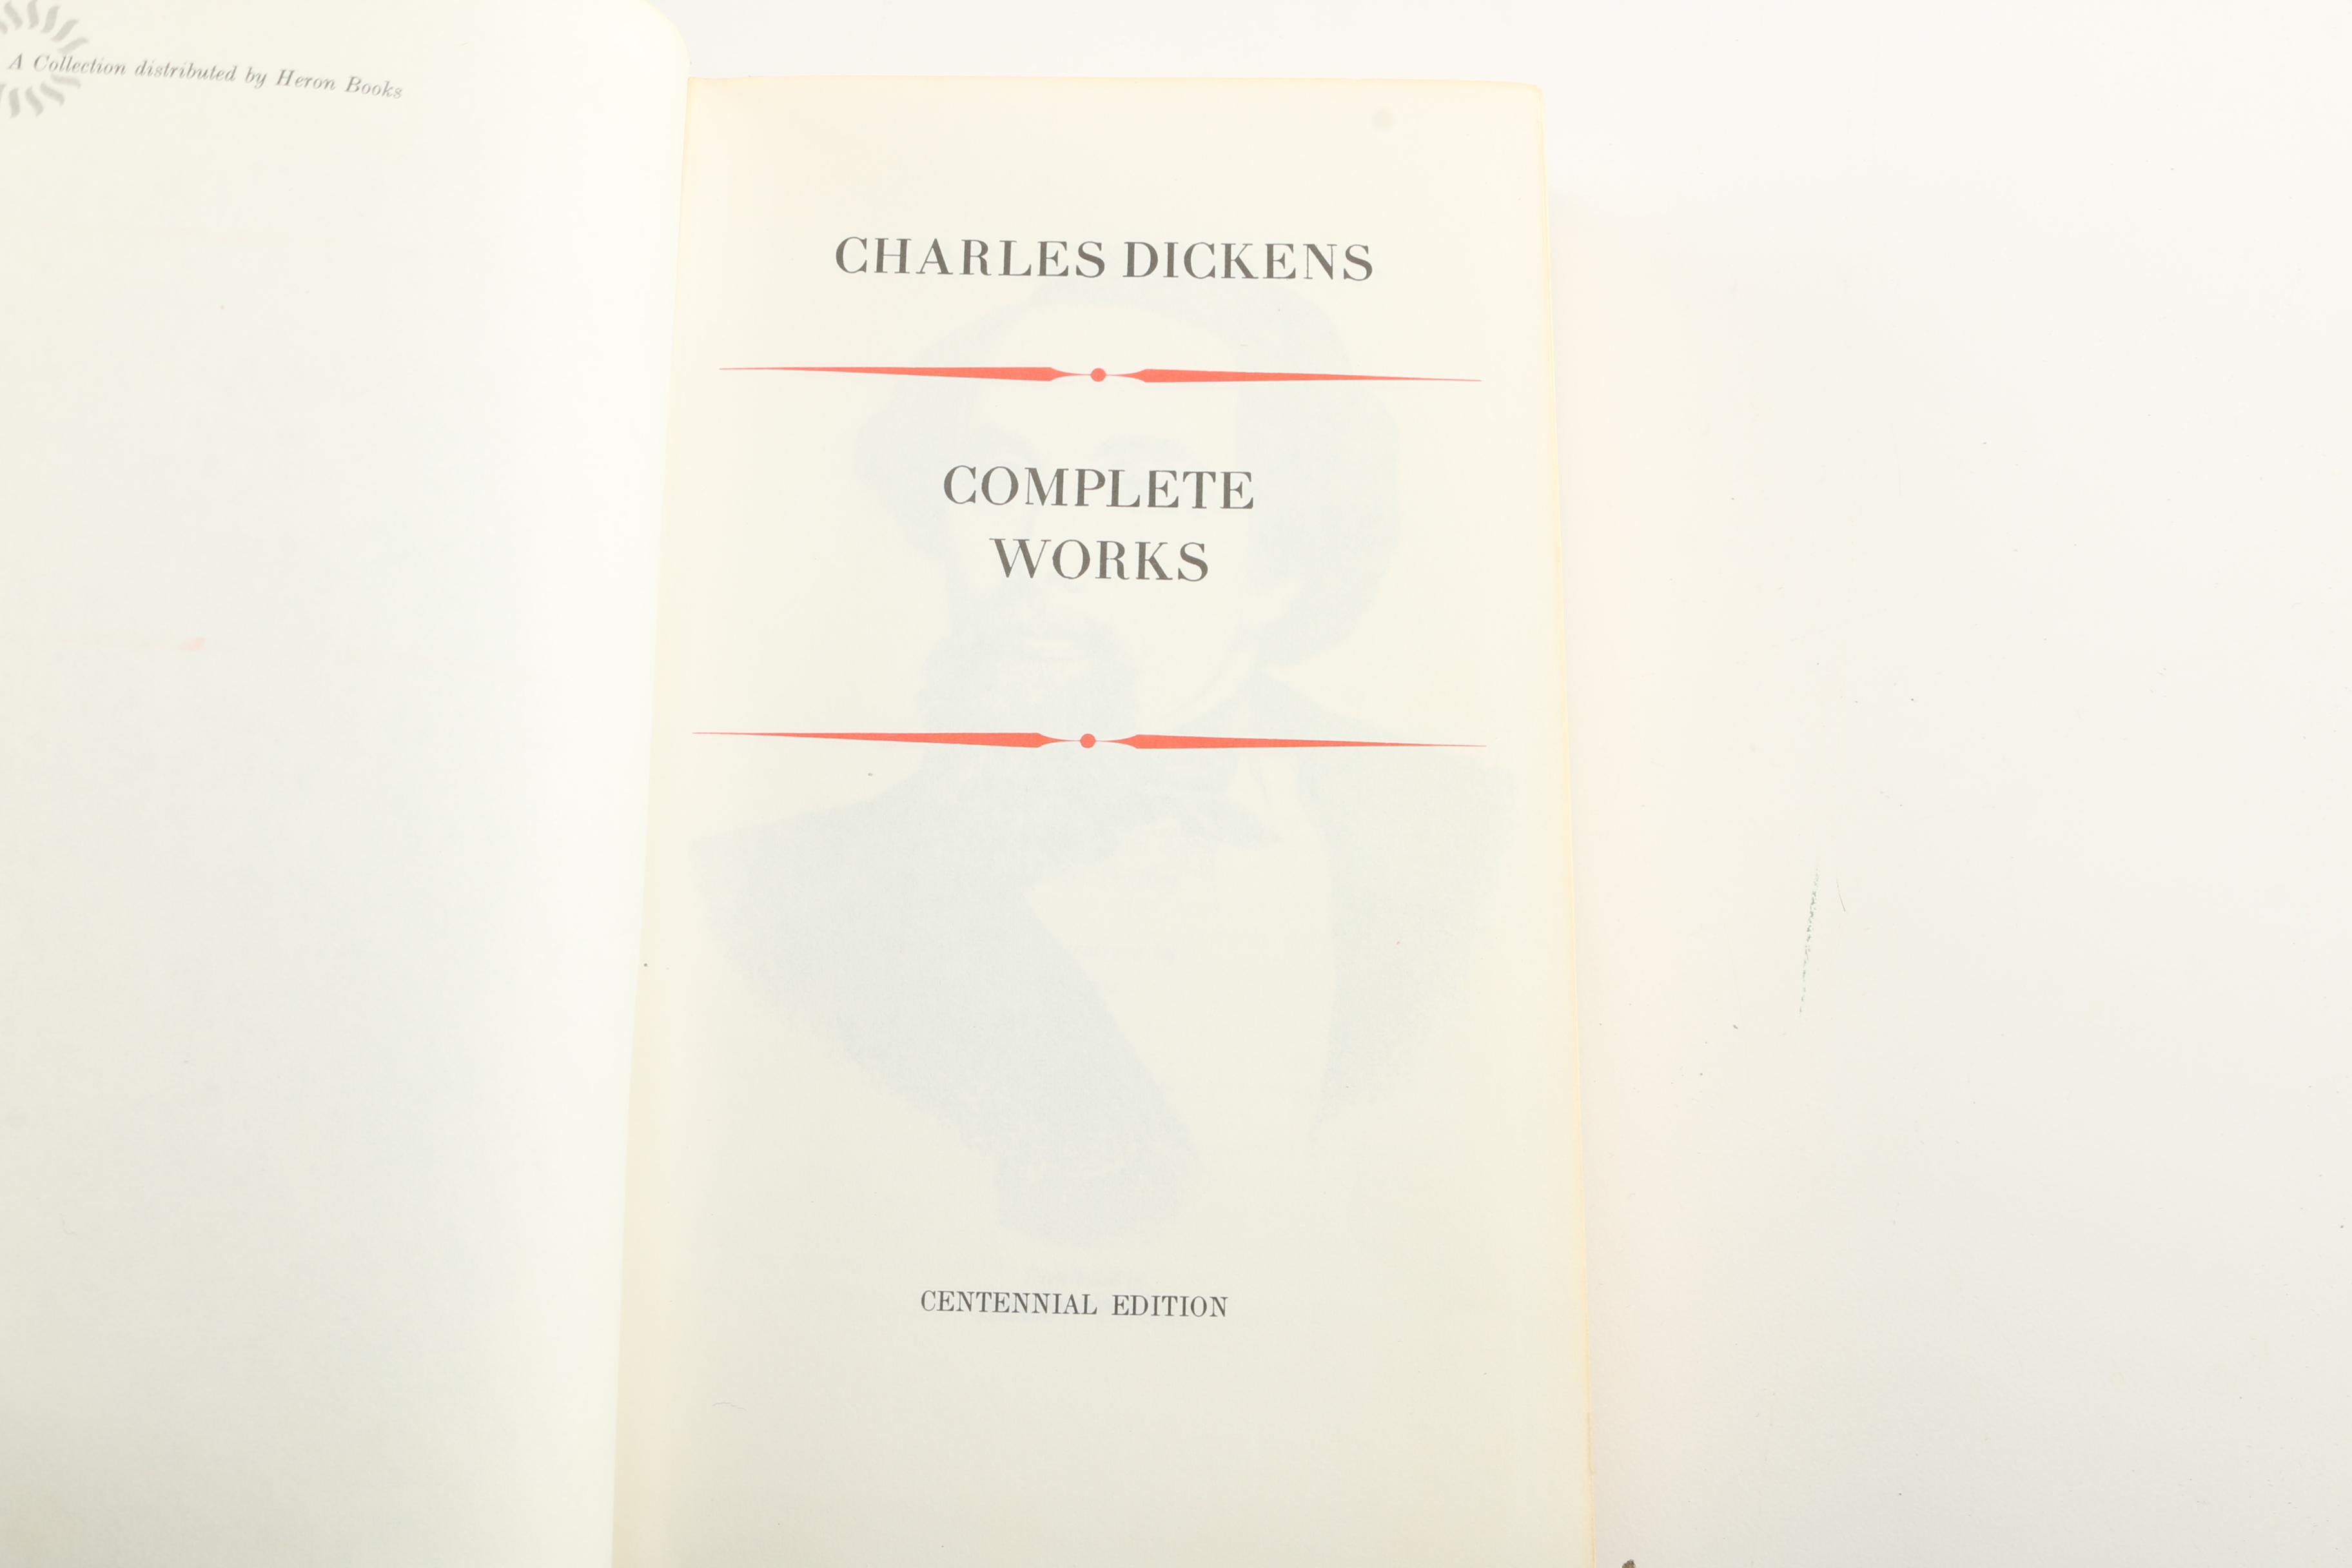 A Collection distributed by Heron Books
CHARLES DICKENS
COMPLETE
WORKS
CENTENNIAL EDITION